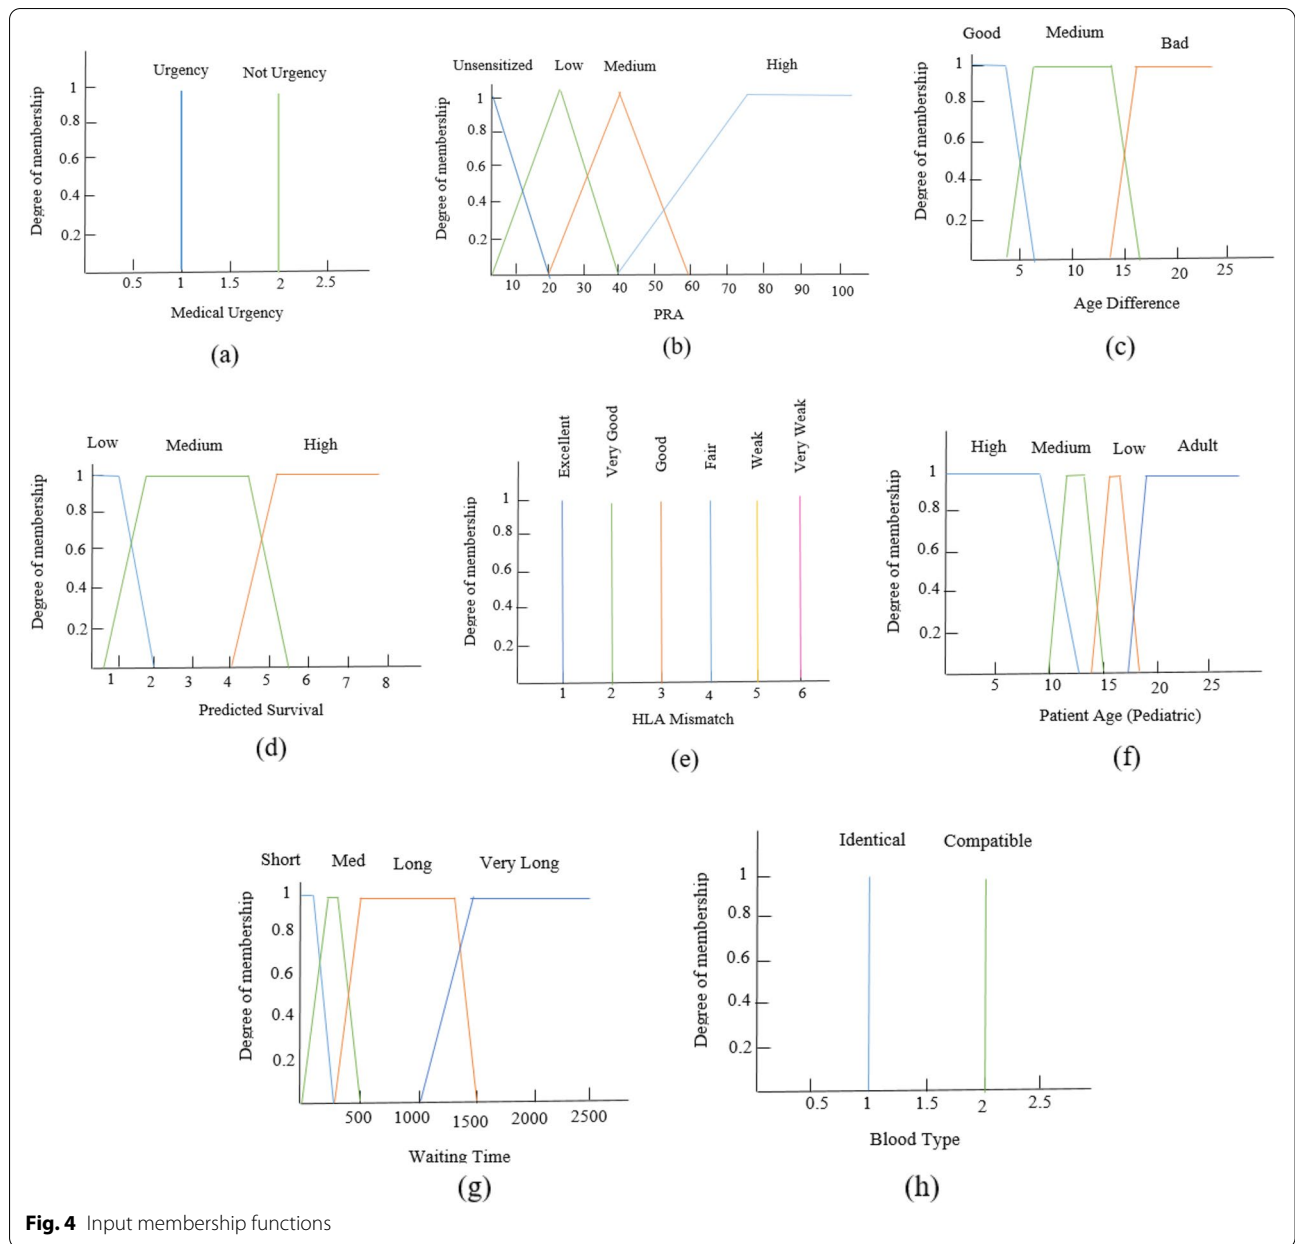 Urgency Not Urgency
Degree of membership
1
0.8
0.6
0.4
0.2
0.5 1 1.5 2 2.5
Medical Urgency
(a)
Unsensitized Low Medium High
Degree of membership
1
0.8
0.6
0.4
0.2
10 20 30 40 50 60 70 80 90 100
PRA
(b)
Good Medium Bad
Degree of membership
1
0.8
0.6
0.4
0.2
5 10 15 20 25
Age Difference
(c)
Low Medium High
Degree of membership
1
0.8
0.6
0.4
0.2
1 2 3 4 5 6 7 8
Predicted Survival
(d)
Excellent
Very Good
Good
Fair
Weak
Very Weak
Degree of membership
1
0.8
0.6
0.4
0.2
1 2 3 4 5 6
HLA Mismatch
(e)
High Medium Low Adult
Degree of membership
1
0.8
0.6
0.4
0.2
5 10 15 20 25
Patient Age (Pediatric)
(f)
Short Med Long Very Long
Degree of membership
1
0.8
0.6
0.4
0.2
500 1000 1500 2000 2500
Waiting Time
(g)
Identical Compatible
Degree of membership
1
0.8
0.6
0.4
0.2
0.5 1 1.5 2 2.5
Blood Type
(h)
Fig. 4 Input membership functions